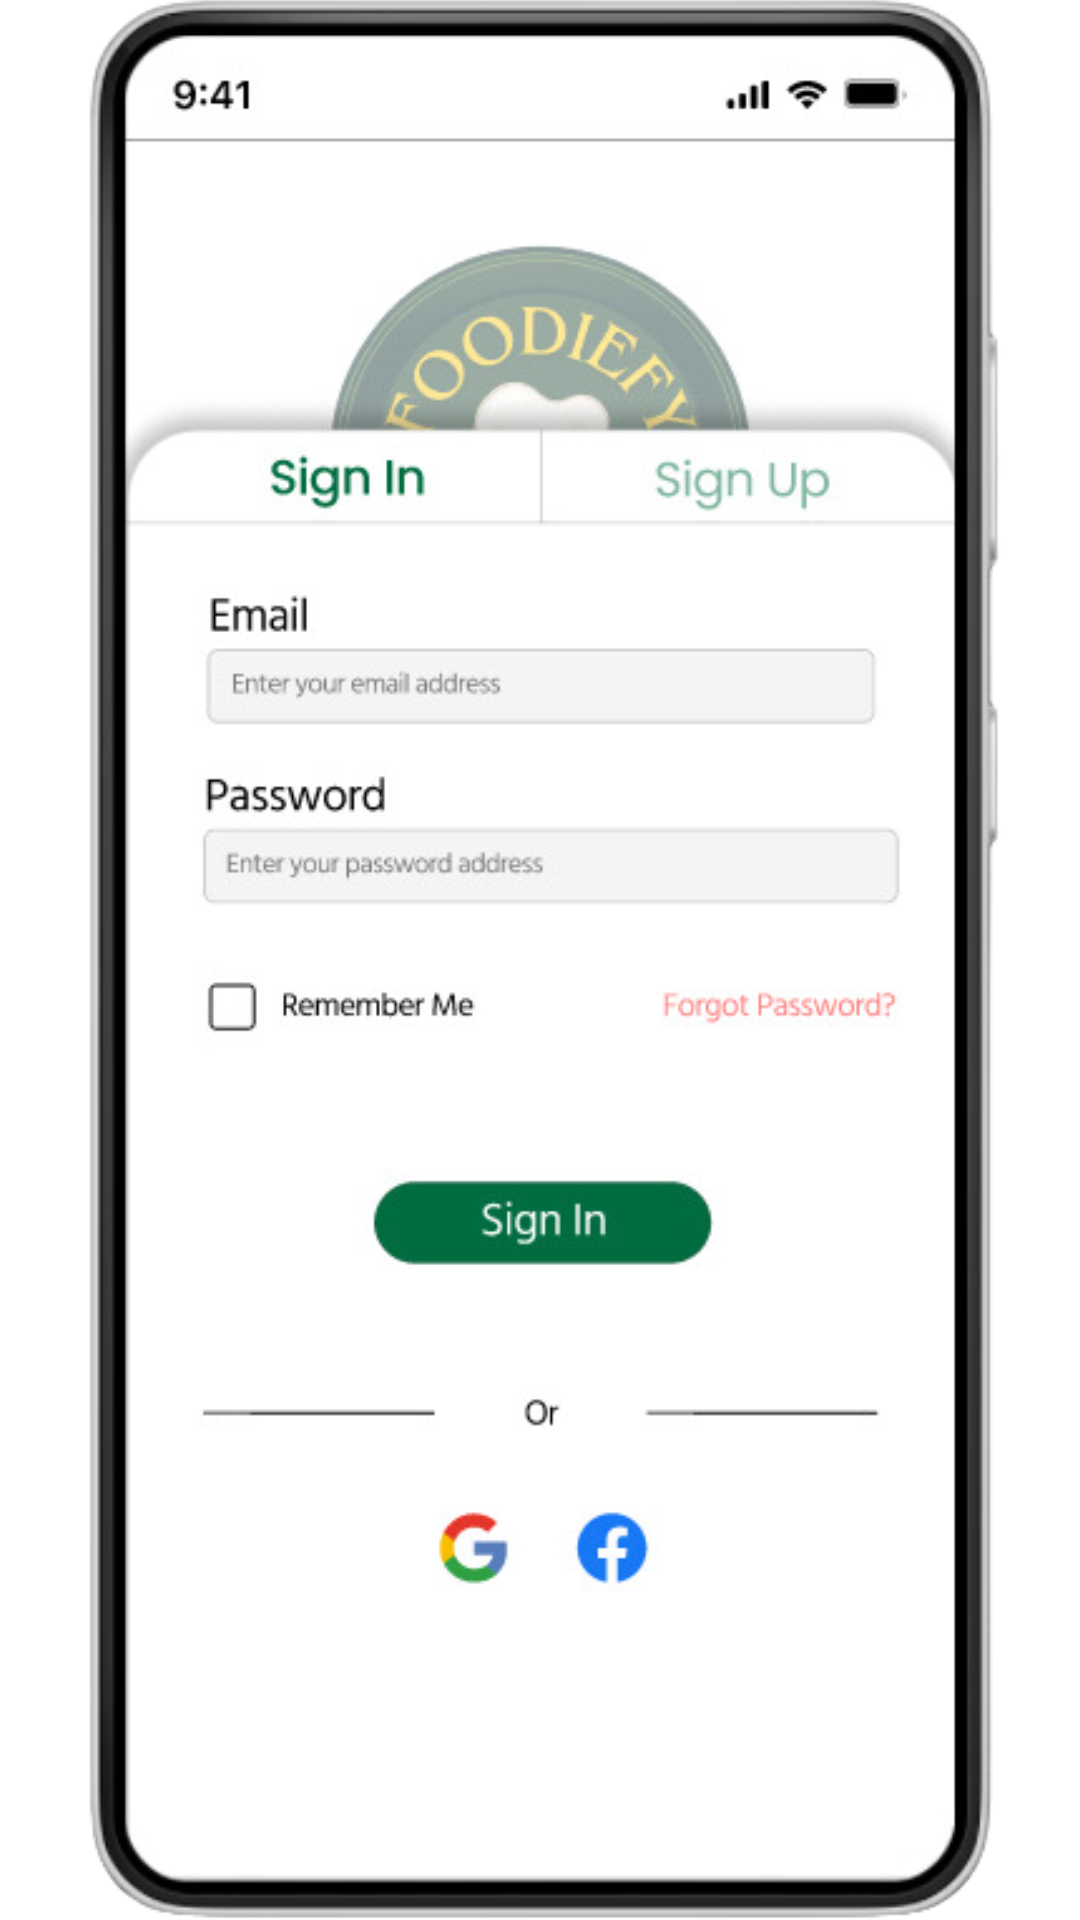 9:41
FOODIEFY
Sign In Sign Up
Email
Enter your email address
Password
Enter your password address
Remember Me Forgot Password?
Sign In
Or